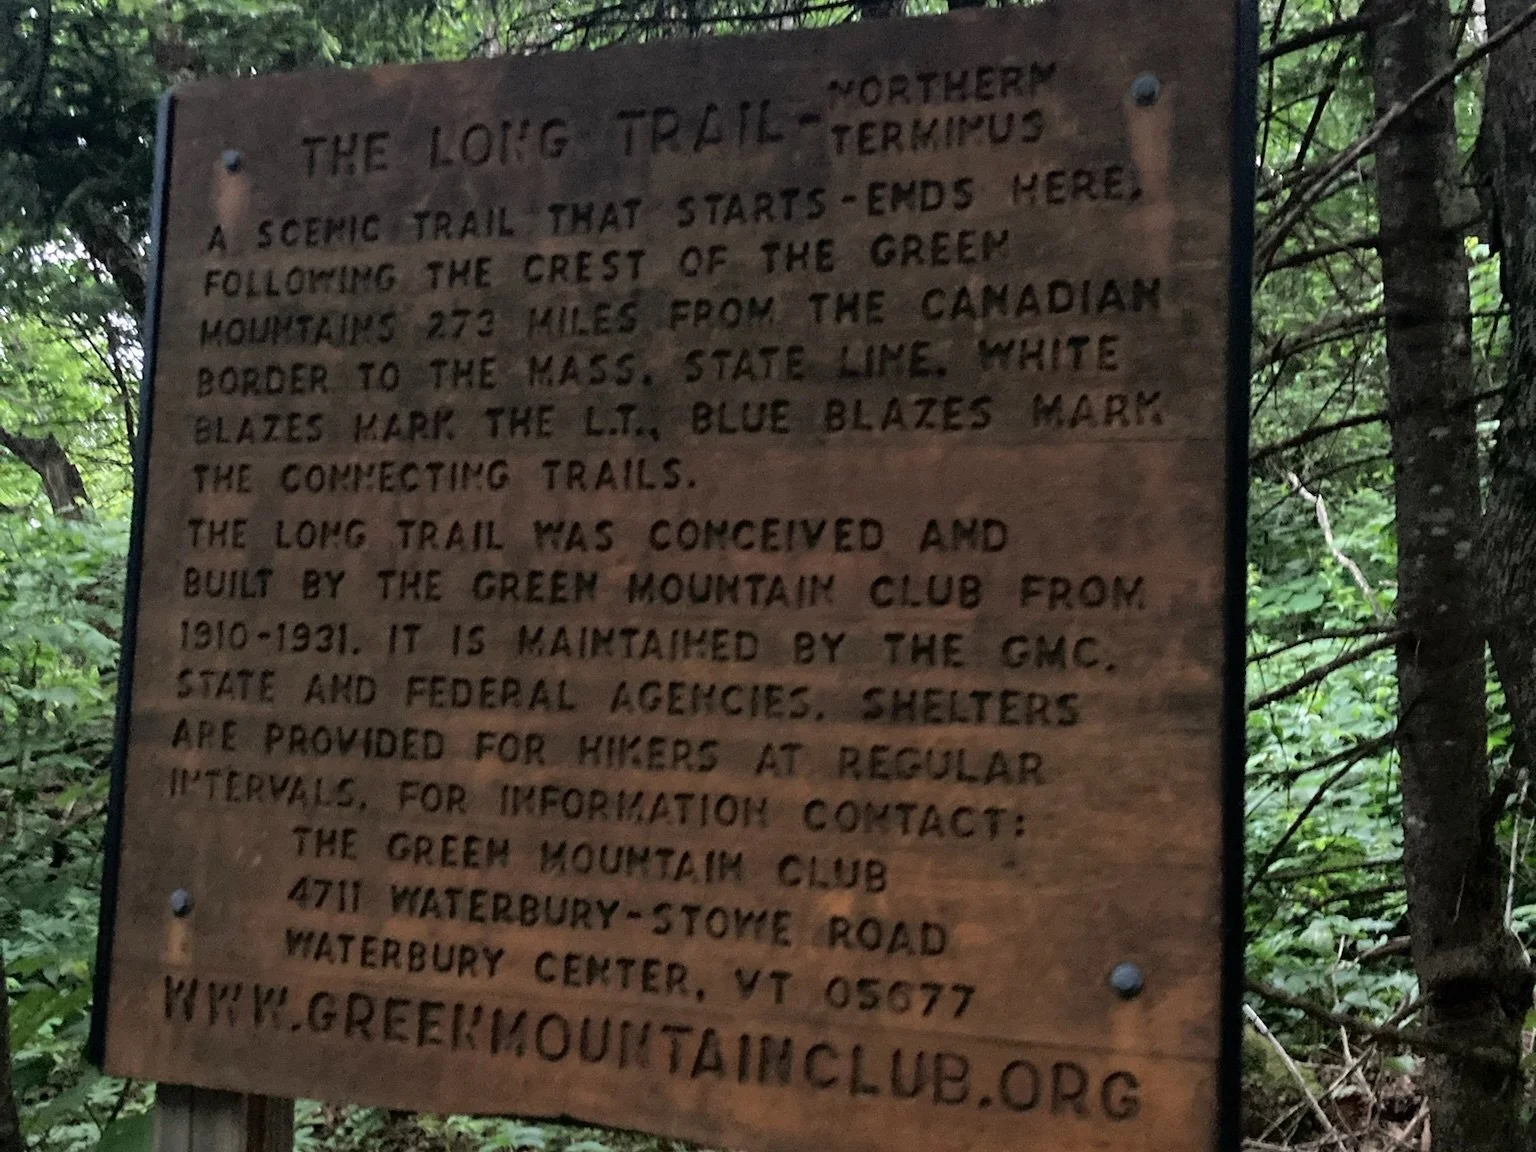 THE LONG TRAIL - NORTHERN TERMINUS
A SCENIC TRAIL THAT STARTS - ENDS HERE,
FOLLOWING THE CREST OF THE GREEN
MOUNTAINS 273 MILES FROM THE CANADIAN
BORDER TO THE MASS. STATE LINE. WHITE
BLAZES MARK THE L.T., BLUE BLAZES MARK
THE CONNECTING TRAILS.
THE LONG TRAIL WAS CONCEIVED AND
BUILT BY THE GREEN MOUNTAIN CLUB FROM
1910-1931. IT IS MAINTAINED BY THE GMC,
STATE AND FEDERAL AGENCIES. SHELTERS
ARE PROVIDED FOR HIKERS AT REGULAR
INTERVALS. FOR INFORMATION CONTACT:
THE GREEN MOUNTAIN CLUB
4711 WATERBURY-STOWE ROAD
WATERBURY CENTER, VT 05677
WWW.GREENMOUNTAINCLUB.ORG